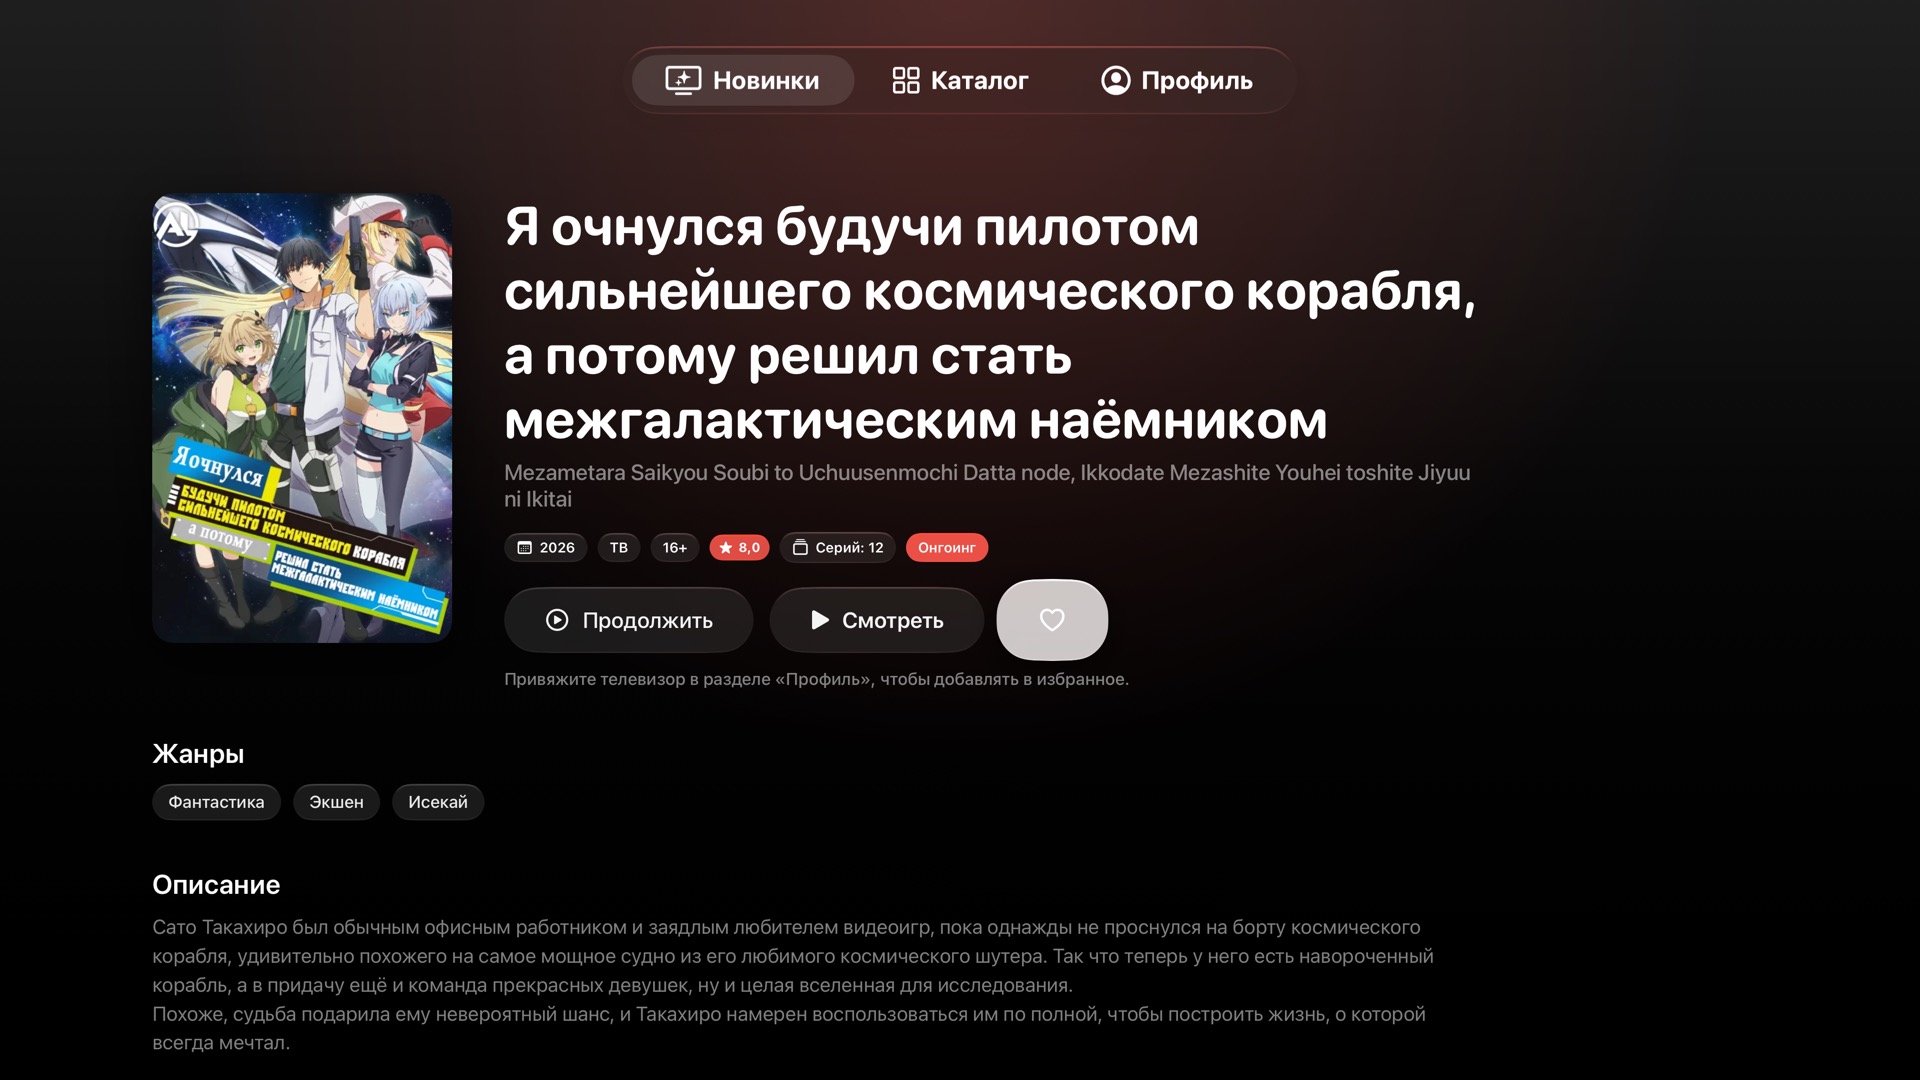 Новинки
Каталог
Профиль
Я очнулся будучи пилотом
сильнейшего космического корабля,
а потому решил стать
межгалактическим наёмником
Mezametara Saikyou Soubi to Uchuusenmochi Datta node, Ikkodate Mezashite Youhei toshite Jiyuu
ni Ikitai
2026
ТВ
16+
8,0
Серий: 12
Онгоинг
Продолжить
Смотреть
Привяжите телевизор в разделе «Профиль», чтобы добавлять в избранное.
AL
Я очнулся
БУДУЧИ ПИЛОТОМ
СИЛЬНЕЙШЕГО КОСМИЧЕСКОГО КОРАБЛЯ
а потому
РЕШИЛ СТАТЬ
МЕЖГАЛАКТИЧЕСКИМ НАЁМНИКОМ
Жанры
Фантастика
Экшен
Исекай
Описание
Сато Такахиро был обычным офисным работником и заядлым любителем видеоигр, пока однажды не проснулся на борту космического
корабля, удивительно похожего на самое мощное судно из его любимого космического шутера. Так что теперь у него есть навороченный
корабль, а в придачу ещё и команда прекрасных девушек, ну и целая вселенная для исследования.
Похоже, судьба подарила ему невероятный шанс, и Такахиро намерен воспользоваться им по полной, чтобы построить жизнь, о которой
всегда мечтал.